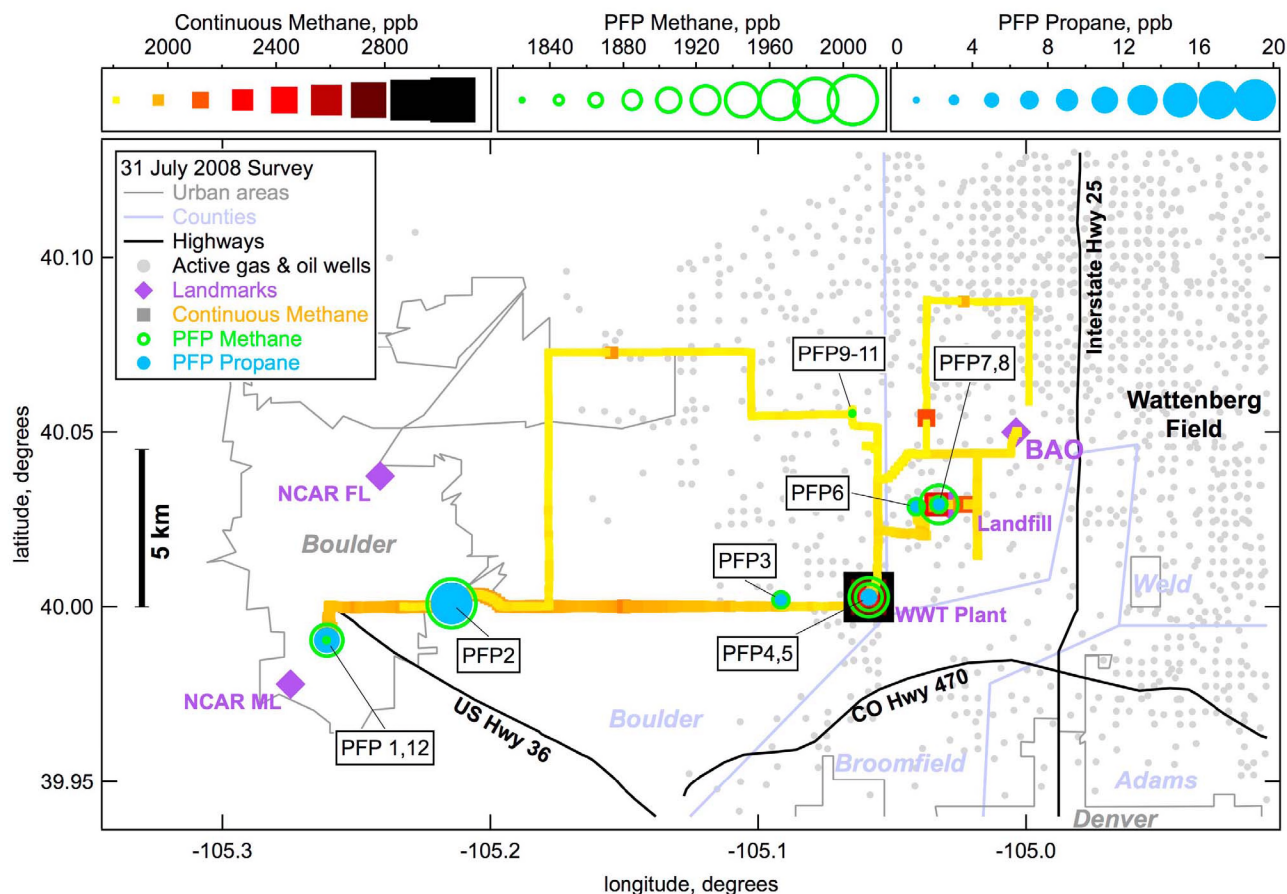 Continuous Methane, ppb
2000 2400 2800
PFP Methane, ppb
1840 1880 1920 1960 2000
PFP Propane, ppb
0 4 8 12 16 20
31 July 2008 Survey
Urban areas
Counties
Highways
Active gas & oil wells
Landmarks
Continuous Methane
PFP Methane
PFP Propane
Interstate Hwy 25
40.10
PFP9-11
PFP7,8
Wattenberg
Field
40.05
BAO
NCAR FL
PFP6
Landfill
5 km
Boulder
PFP3
Weld
40.00
WWT Plant
PFP2
PFP4,5
NCAR ML
US Hwy 36
CO Hwy 470
Boulder
PFP 1,12
Broomfield
Adams
39.95
Denver
-105.3 -105.2 -105.1 -105.0
latitude, degrees
longitude, degrees